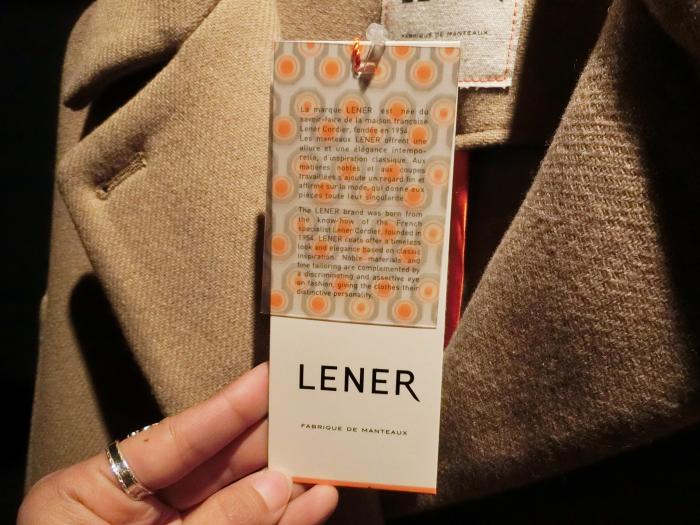 FABRIQUE DE MANTEAUX
La marque LENER est née du
savoir-faire de la maison française
Lener Cordier, fondée en 1954.
Les manteaux LENER offrent une
allure et une élégance intempo-
relle, d'inspiration classique. Aux
matières nobles et aux coupes
travaillées s'ajoute un regard fin et
affirmé sur la mode, qui donne aux
pièces toute leur singularité.
The LENER brand was born from
the know-how of the French
specialist Lener Cordier, founded in
1954. LENER coats offer a timeless
look and elegance based on classic
inspiration. Noble materials and
fine tailoring are complemented by
a discriminating and assertive eye
on fashion, giving the clothes their
distinctive personality.
LENER
FABRIQUE DE MANTEAUX